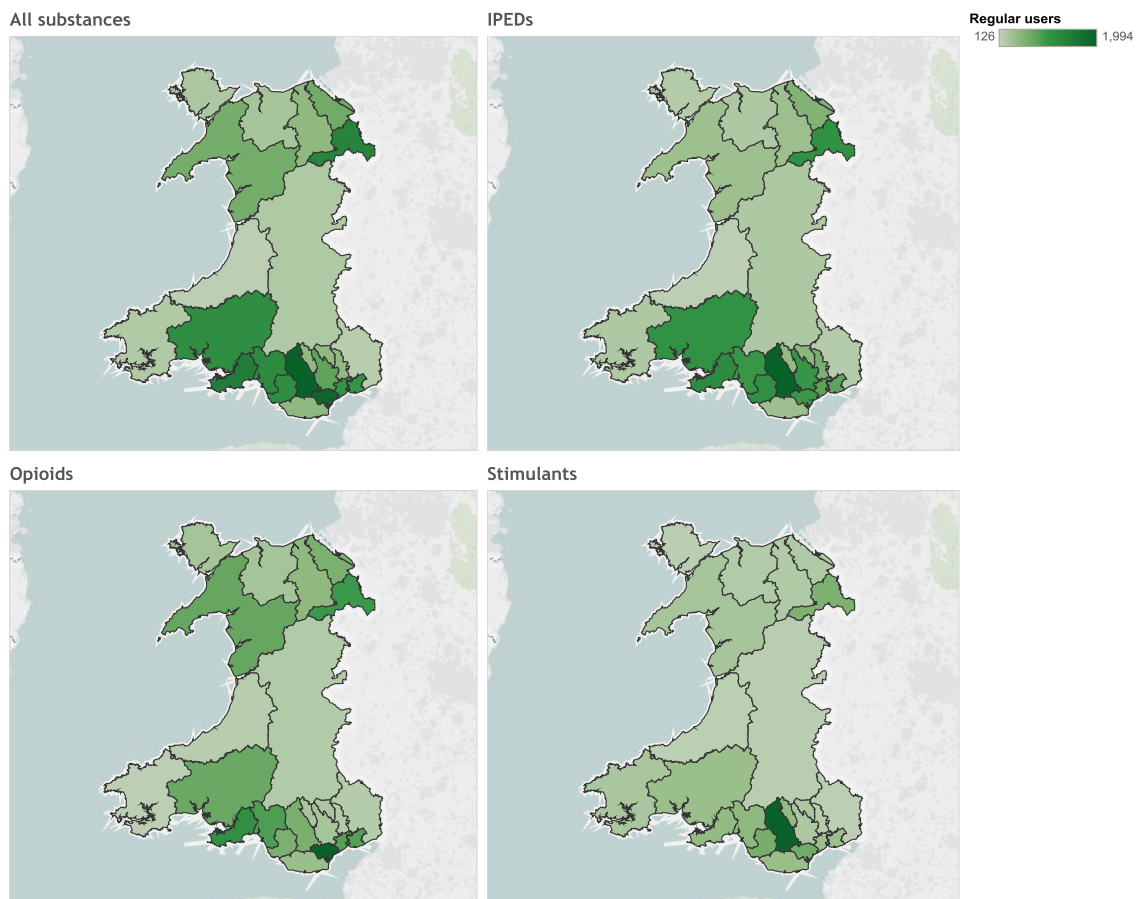 All substances
IPEDs
Regular users
126
1,994
Opioids
Stimulants